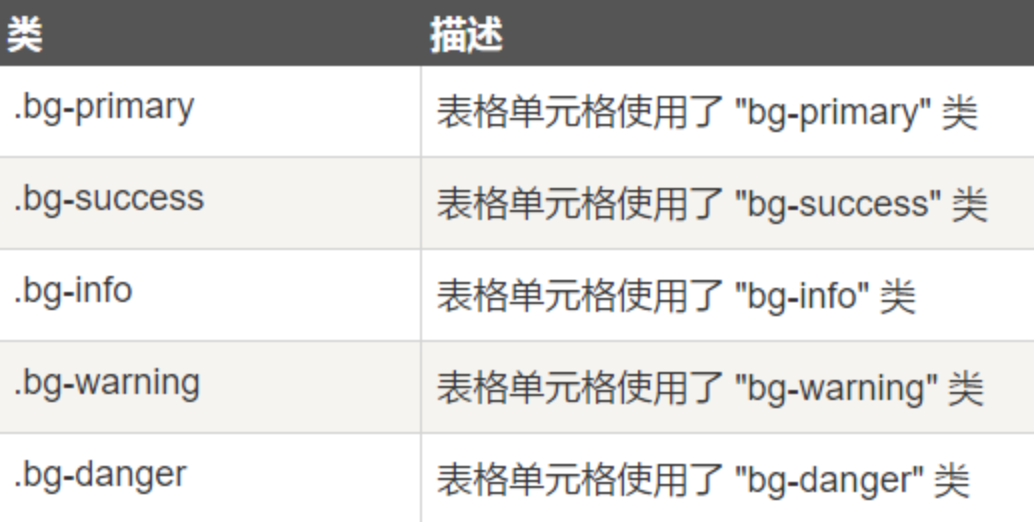 类 描述
.bg-primary 表格单元格使用了 "bg-primary" 类
.bg-success 表格单元格使用了 "bg-success" 类
.bg-info 表格单元格使用了 "bg-info" 类
.bg-warning 表格单元格使用了 "bg-warning" 类
.bg-danger 表格单元格使用了 "bg-danger" 类